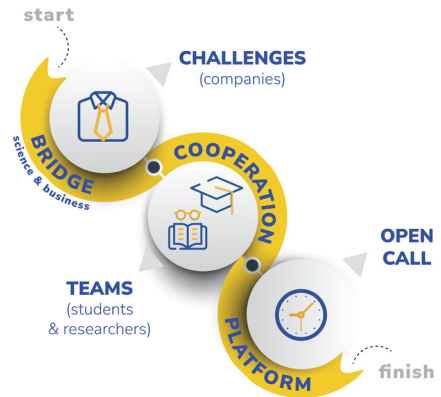 start
CHALLENGES
(companies)
BRIDGE
science & business
COOPERATION
OPEN
CALL
TEAMS
(students
& researchers)
PLATFORM
finish